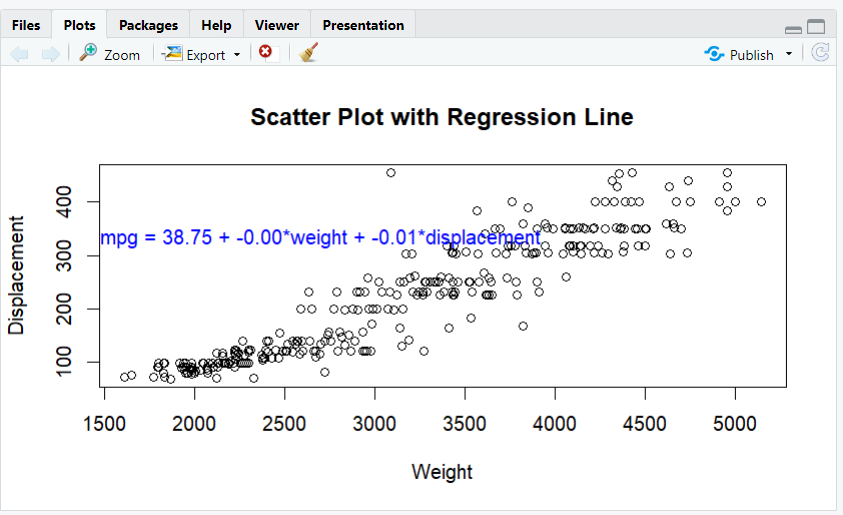 Files Plots Packages Help Viewer Presentation
Zoom Export Publish
Scatter Plot with Regression Line
Displacement
400
300
200
100
mpg = 38.75 + -0.00*weight + -0.01*displacement
1500 2000 2500 3000 3500 4000 4500 5000
Weight